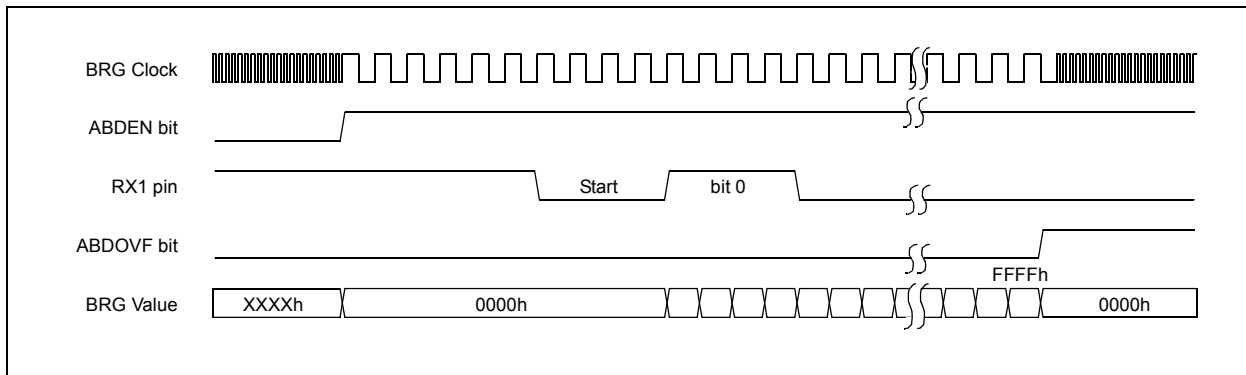 BRG Clock
ABDEN bit
RX1 pin
Start
bit 0
ABDOVF bit
FFFFh
BRG Value
XXXXh
0000h
0000h